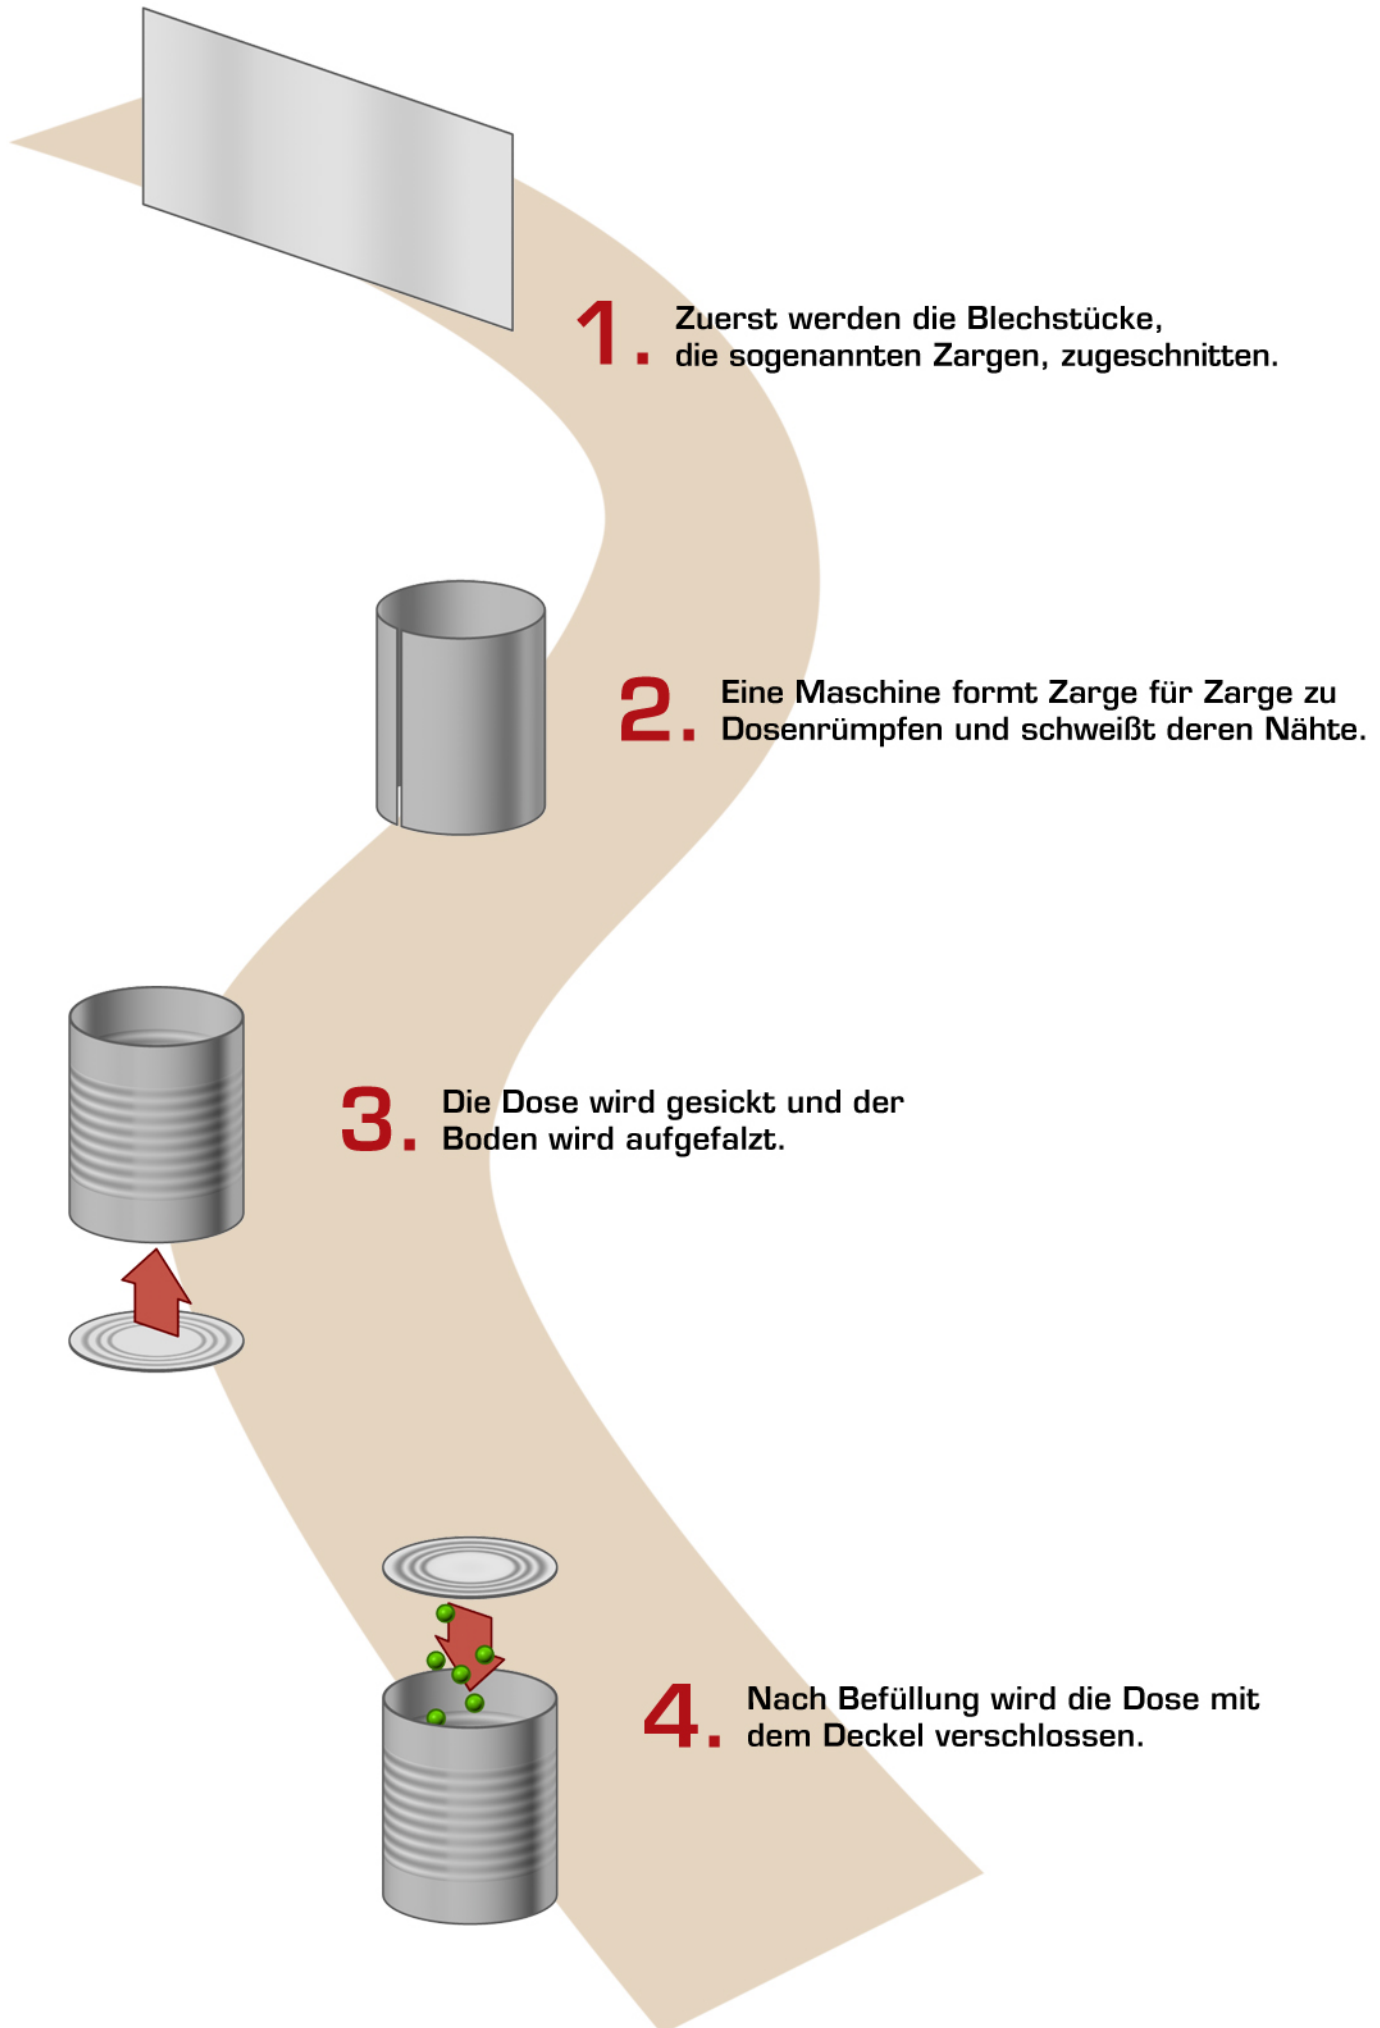 1. Zuerst werden die Blechstücke,
die sogenannten Zargen, zugeschnitten.
2. Eine Maschine formt Zarge für Zarge zu
Dosenrümpfen und schweißt deren Nähte.
3. Die Dose wird gesickt und der
Boden wird aufgefalzt.
4. Nach Befüllung wird die Dose mit
dem Deckel verschlossen.